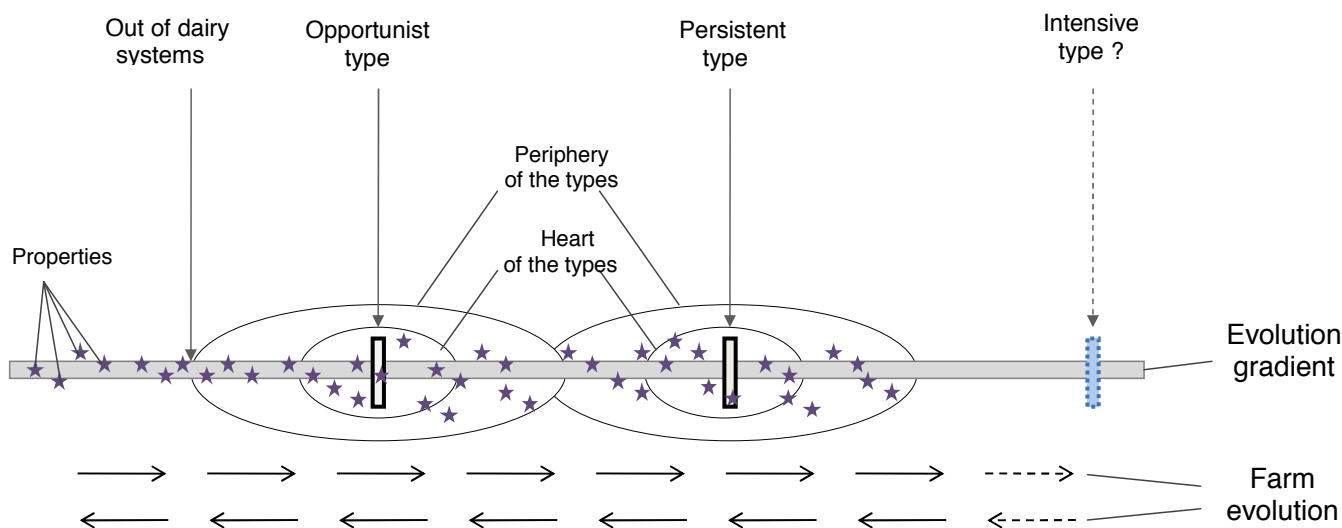 Out of dairy
systems
Opportunist
type
Persistent
type
Intensive
type ?
Periphery
of the types
Heart
of the types
Properties
Evolution
gradient
Farm
evolution